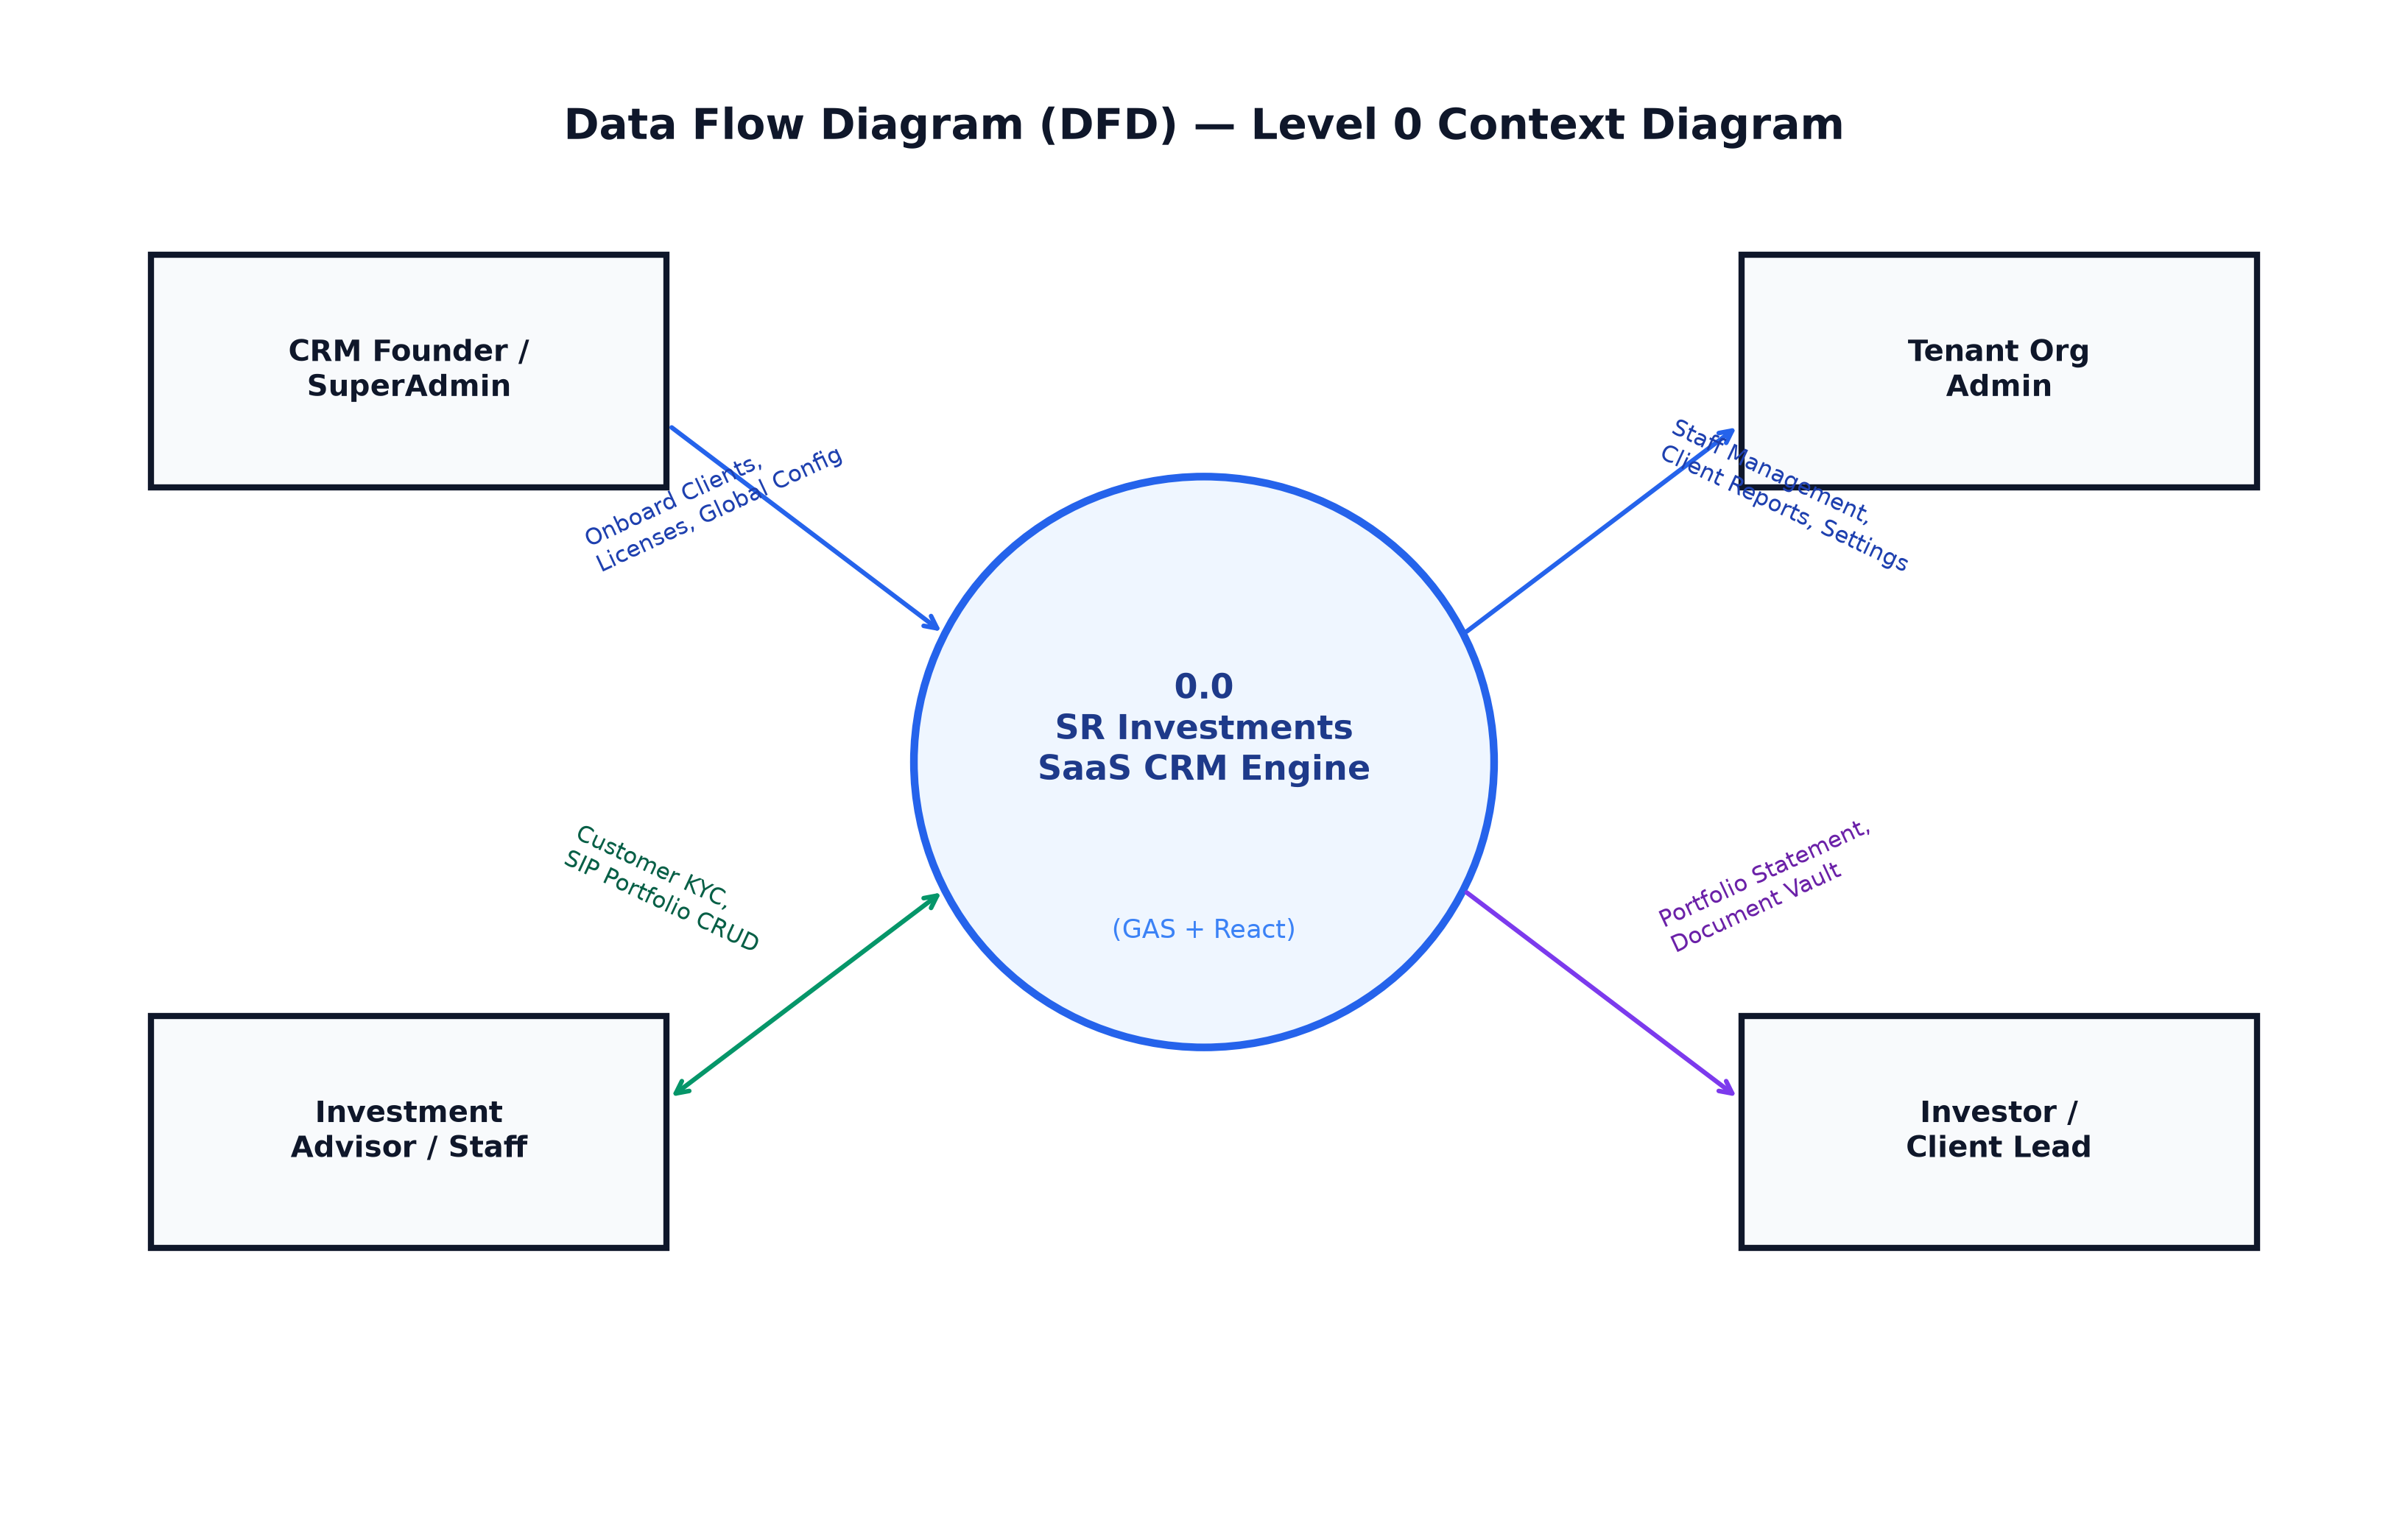 Data Flow Diagram (DFD) — Level 0 Context Diagram
CRM Founder /
SuperAdmin
Tenant Org
Admin
Onboard Clients,
Licenses, Global Config
Staff Management,
Client Reports, Settings
0.0
SR Investments
SaaS CRM Engine
(GAS + React)
Customer KYC,
SIP Portfolio CRUD
Portfolio Statement,
Document Vault
Investment
Advisor / Staff
Investor /
Client Lead